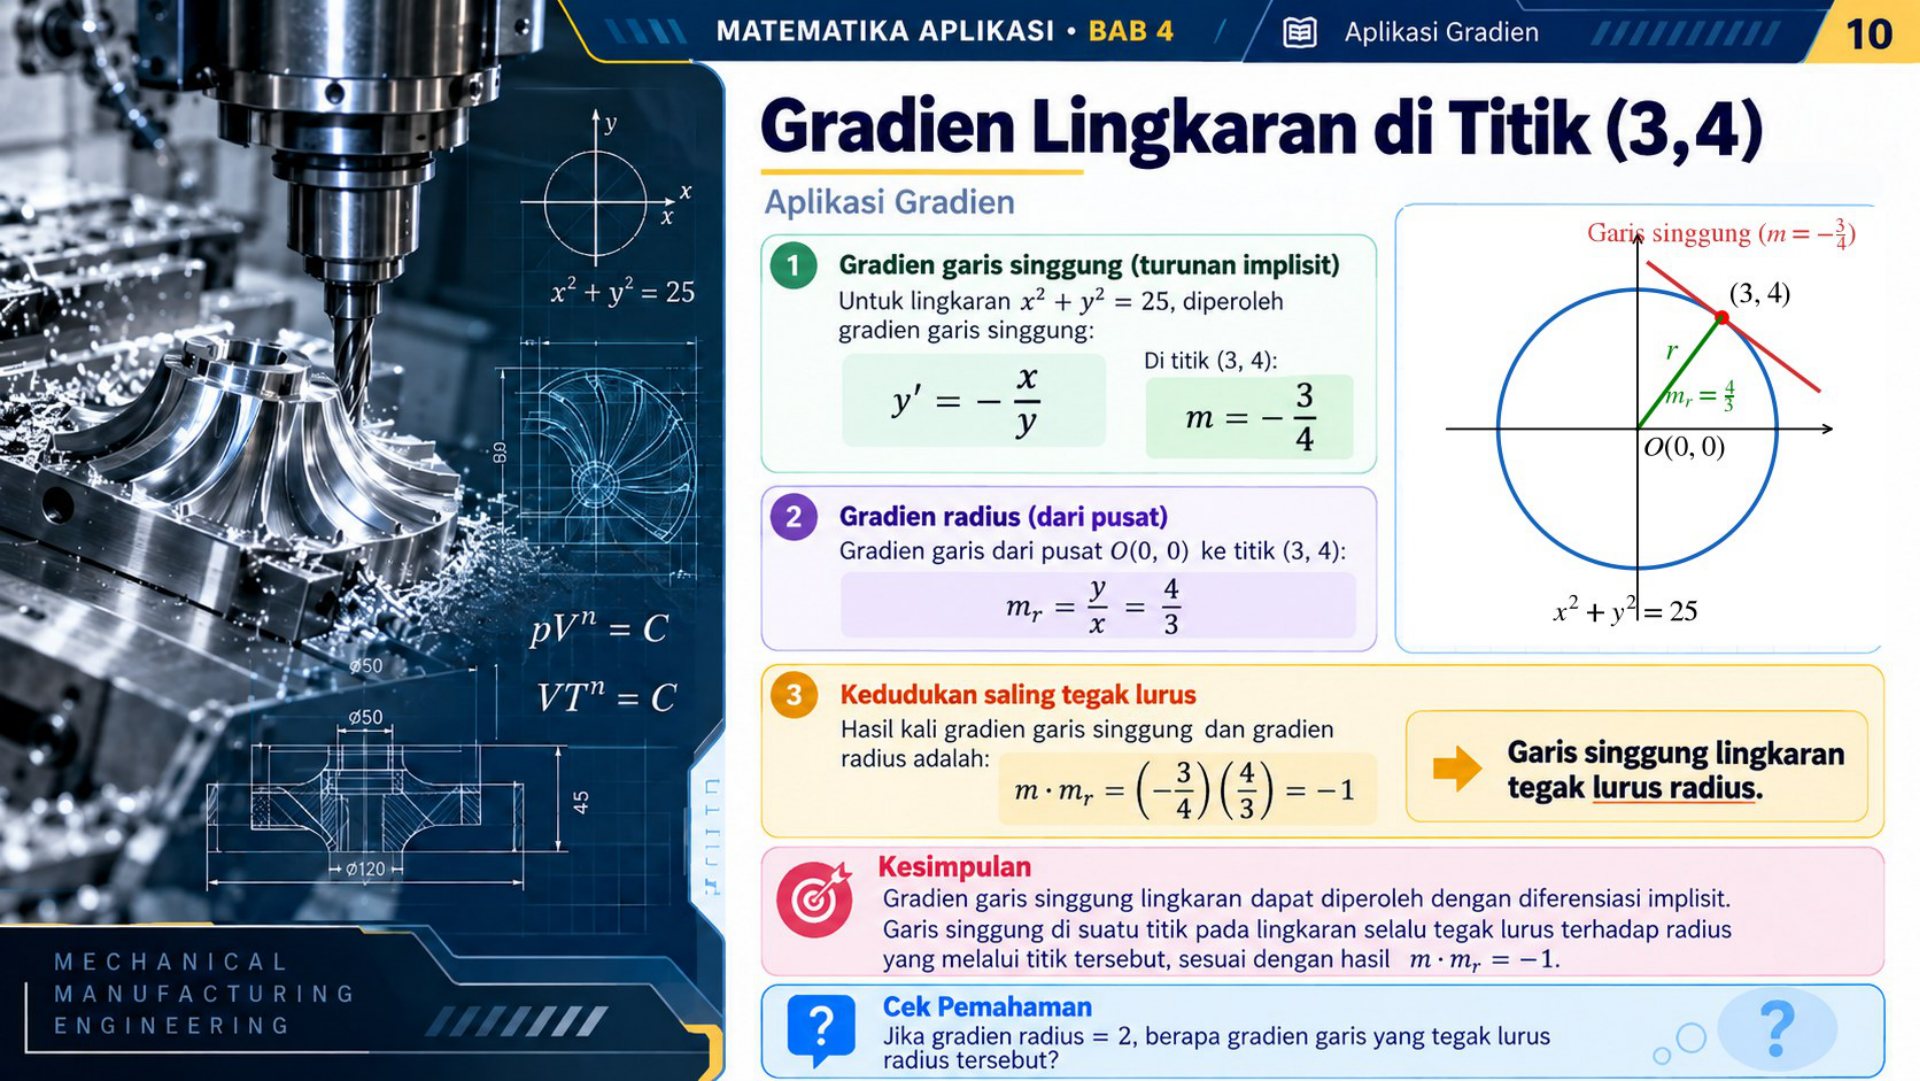 MATEMATIKA APLIKASI • BAB 4
Aplikasi Gradien
10
Gradien Lingkaran di Titik (3,4)
Aplikasi Gradien
1
Gradien garis singgung (turunan implisit)
Untuk lingkaran x² + y² = 25, diperoleh
gradien garis singgung:
y′ = − x/y
Di titik (3, 4):
m = − 3/4
2
Gradien radius (dari pusat)
Gradien garis dari pusat O(0, 0) ke titik (3, 4):
m_r = y/x = 4/3
Garis singgung (m = −3/4)
(3, 4)
r
m_r = 4/3
O(0, 0)
x² + y² = 25
3
Kedudukan saling tegak lurus
Hasil kali gradien garis singgung dan gradien
radius adalah:
m · m_r = (−3/4)(4/3) = −1
Garis singgung lingkaran
tegak lurus radius.
Kesimpulan
Gradien garis singgung lingkaran dapat diperoleh dengan diferensiasi implisit.
Garis singgung di suatu titik pada lingkaran selalu tegak lurus terhadap radius
yang melalui titik tersebut, sesuai dengan hasil m · m_r = −1.
?
Cek Pemahaman
Jika gradien radius = 2, berapa gradien garis yang tegak lurus
radius tersebut?
?
y
x
x
x² + y² = 25
80
pVⁿ = C
VTⁿ = C
⌀50
⌀50
45
⌀120
MECHANICAL
MANUFACTURING
ENGINEERING